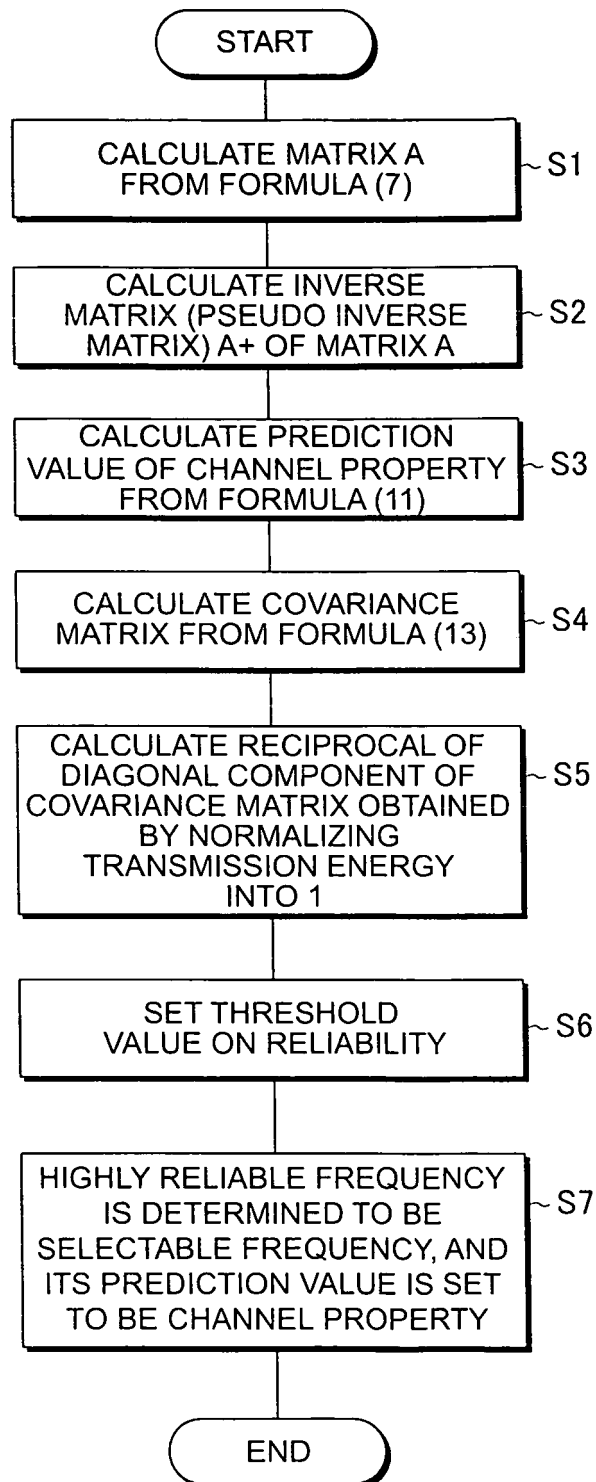 START
CALCULATE MATRIX A
FROM FORMULA (7)
~ S1
CALCULATE INVERSE
MATRIX (PSEUDO INVERSE
MATRIX) A+ OF MATRIX A
~ S2
CALCULATE PREDICTION
VALUE OF CHANNEL PROPERTY
FROM FORMULA (11)
~ S3
CALCULATE COVARIANCE
MATRIX FROM FORMULA (13)
~ S4
CALCULATE RECIPROCAL OF
DIAGONAL COMPONENT OF
COVARIANCE MATRIX OBTAINED
BY NORMALIZING
TRANSMISSION ENERGY
INTO 1
~ S5
SET THRESHOLD
VALUE ON RELIABILITY
~ S6
HIGHLY RELIABLE FREQUENCY
IS DETERMINED TO BE
SELECTABLE FREQUENCY, AND
ITS PREDICTION VALUE IS SET
TO BE CHANNEL PROPERTY
~ S7
END